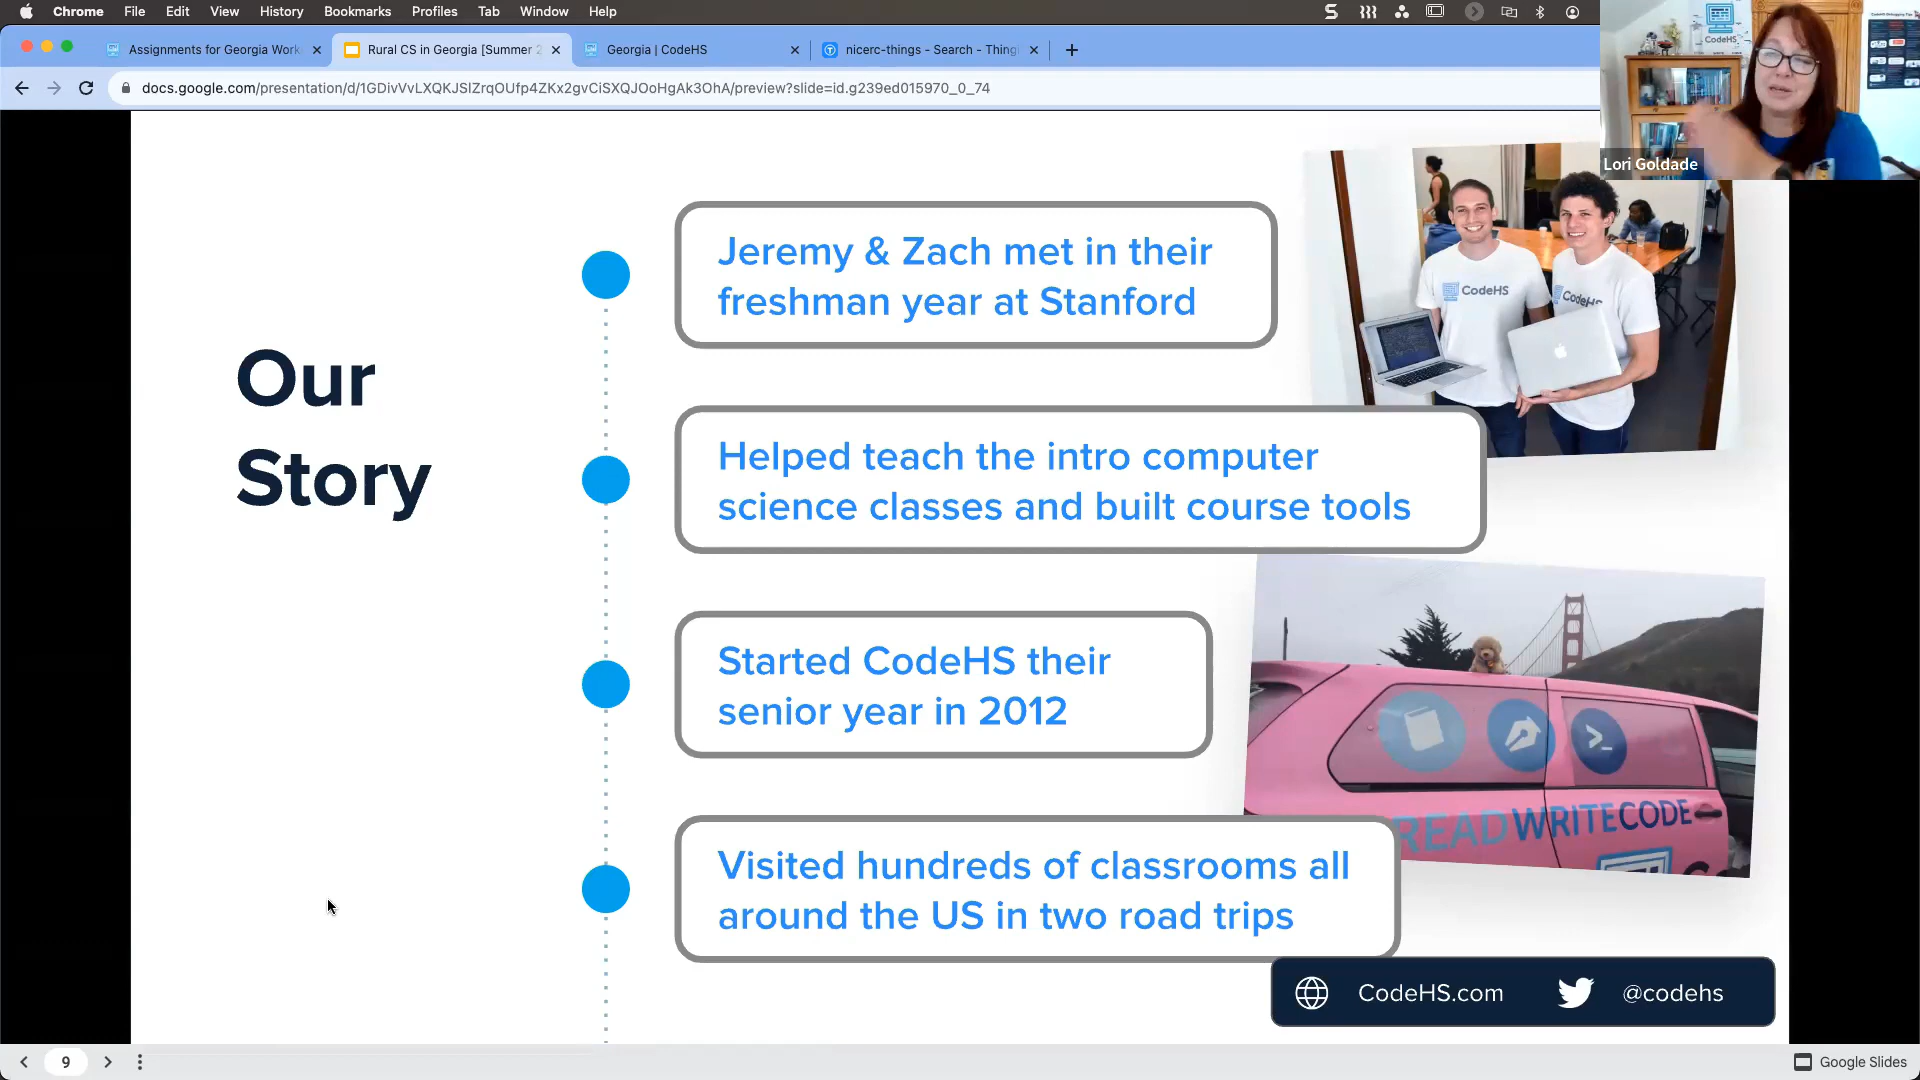 Chrome File Edit View History Bookmarks Profiles Tab Window Help
Assignments for Georgia Work
Rural CS in Georgia [Summer 2
Georgia | CodeHS
nicerc-things - Search - Thing
docs.google.com/presentation/d/1GDivVvLXQKJSlZrqOUfp4ZKx2gvCiSXQJOoHgAk3OhA/preview?slide=id.g239ed015970_0_74
CodeHS
Lori Goldade
Our
Story
Jeremy & Zach met in their
freshman year at Stanford
CodeHS
CodeHS
Helped teach the intro computer
science classes and built course tools
Started CodeHS their
senior year in 2012
READWRITECODE
Visited hundreds of classrooms all
around the US in two road trips
CodeHS.com
@codehs
9
Google Slides